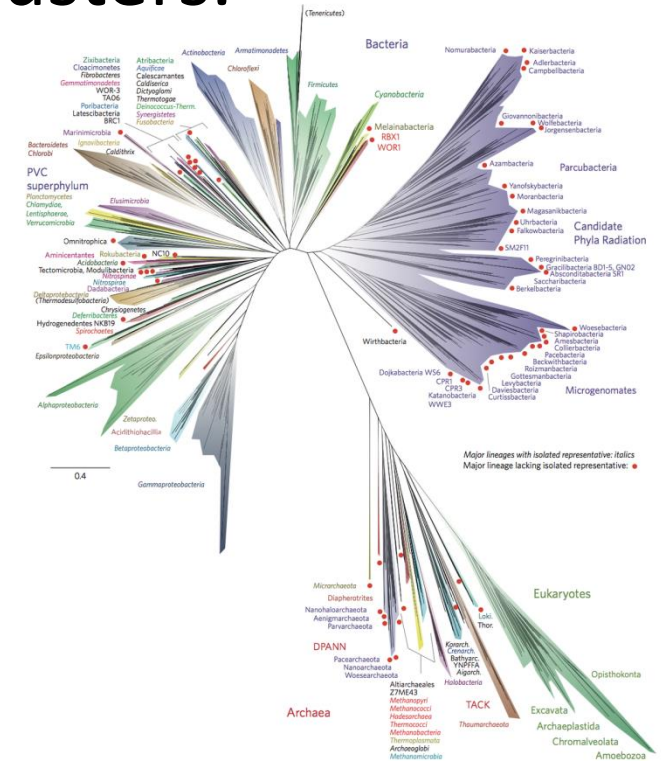 (Tenericutes)
Bacteria
Zixibacteria
Cloacimonetes
Fibrobacteres
Gemmatimonadetes
WOR-3
TA06
Poribacteria
Latescibacteria
BRC1
Atribacteria
Aquificae
Calescamantes
Caldiserica
Dictyoglomi
Thermotogae
Deinococcus-Therm.
Synergistetes
Fusobacteria
Actinobacteria
Armatimonadetes
Chloroflexi
Firmicutes
Cyanobacteria
Melainabacteria
RBX1
WOR1
Nomurabacteria
Kaiserbacteria
Adlerbacteria
Campbellbacteria
Giovannonibacteria
Wolfebacteria
Jorgensenbacteria
Azambacteria
Parcubacteria
Yanofskybacteria
Moranbacteria
Magasanikbacteria
Uhrbacteria
Falkowbacteria
Candidate
Phyla Radiation
SM2F11
Peregrinibacteria
Gracilibacteria BD1-5, GN02
Absconditabacteria SR1
Saccharibacteria
Berkelbacteria
Marinimicrobia
Bacteroidetes
Chlorobi
Ignavibacteria
Caldithrix
PVC
superphylum
Planctomycetes
Chlamydiae,
Lentisphaerae,
Verrucomicrobia
Elusimicrobia
Omnitrophica
Aminicentantes
Rokubacteria
NC10
Acidobacteria
Tectomicrobia, Modulibacteria
Nitrospinae
Nitrospirae
Dadabacteria
Deltaprotebacteria
(Thermodesulfobacteria)
Chrysiogenetes
Deferribacteres
Hydrogenedentes NKB19
Spirochaetes
TM6
Epsilonproteobacteria
Alphaproteobacteria
Zetaproteo.
Acidithiobacillia
Betaproteobacteria
Gammaproteobacteria
0.4
Wirthbacteria
Woesebacteria
Shapirobacteria
Amesbacteria
Collierbacteria
Pacebacteria
Beckwithbacteria
Roizmanbacteria
Gottesmanbacteria
Levybacteria
Daviesbacteria
Curtissbacteria
Dojkabacteria WS6
CPR1
CPR3
Katanobacteria
WWE3
Microgenomates
Major lineages with isolated representative: italics
Major lineage lacking isolated representative:
Microarchaeota
Diapherotrites
Nanohaloarchaeota
Aenigmarchaeota
Parvarchaeota
DPANN
Pacearchaeota
Nanoarchaeota
Woesearchaeota
Archaea
Altiarchaeales
Z7ME43
Methanopyri
Methanococci
Hadesarchaea
Thermococci
Methanobacteria
Thermoplasmata
Archaeoglobi
Methanomicrobia
Halobacteria
Korarch.
Crenarch.
Bathyarc.
YNPFFA
Aigarch.
Loki.
Thor.
TACK
Thaumarchaeota
Eukaryotes
Opisthokonta
Excavata
Archaeplastida
Chromalveolata
Amoebozoa